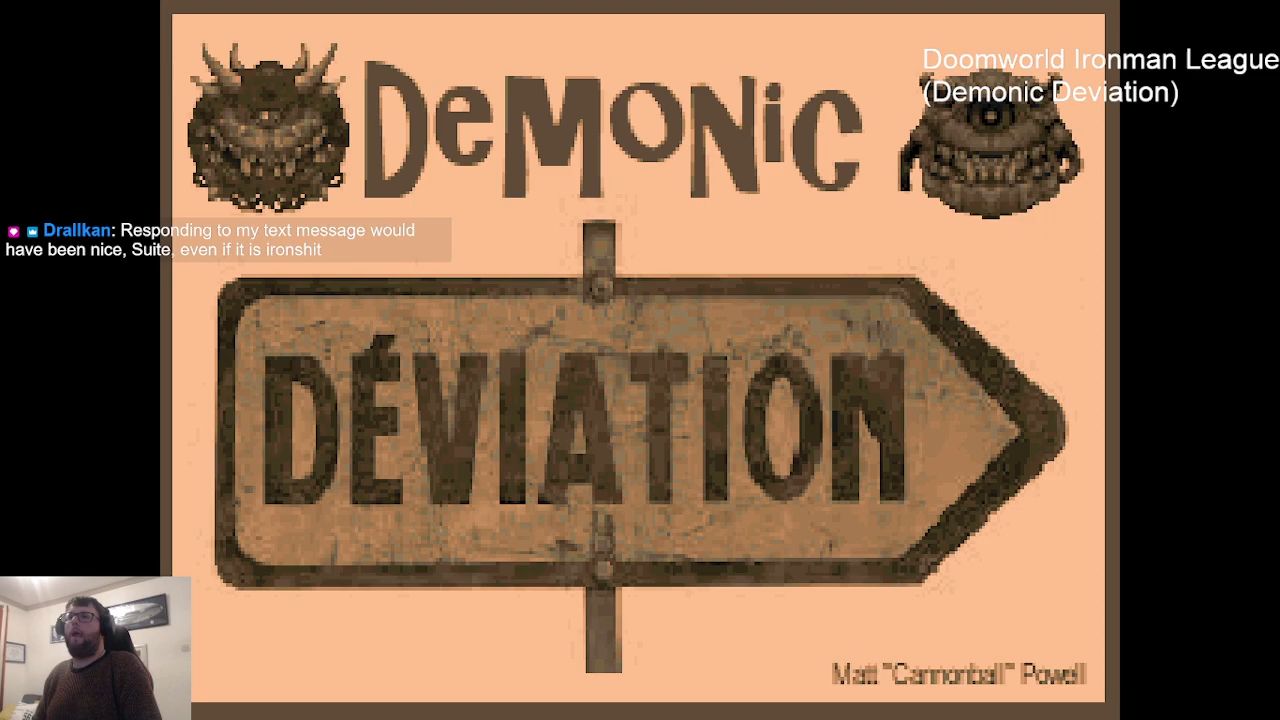 DeMoNiC
Doomworld Ironman League
(Demonic Deviation)
Drallkan: Responding to my text message would
have been nice, Suite, even if it is ironshit
DÉVIATION
Matt "Cannonball" Powell